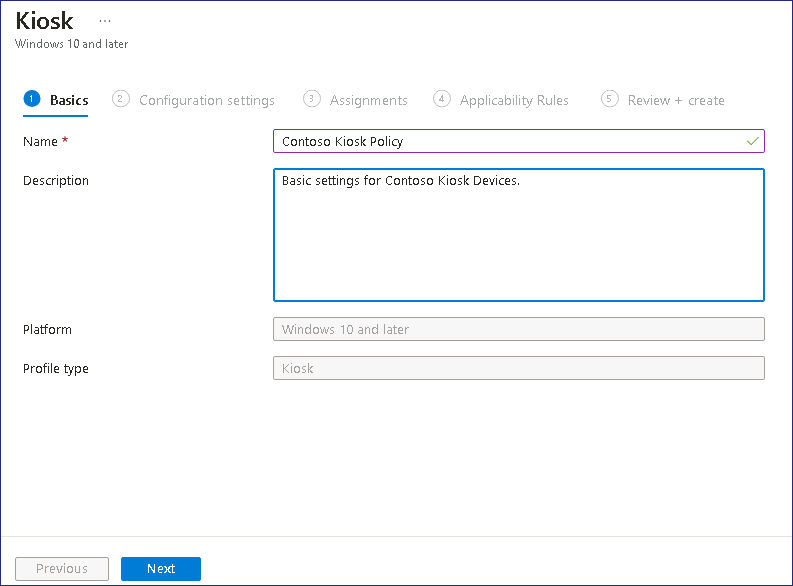 Kiosk ...
Windows 10 and later
1 Basics 2 Configuration settings 3 Assignments 4 Applicability Rules 5 Review + create
Name * Contoso Kiosk Policy
Description Basic settings for Contoso Kiosk Devices.
Platform Windows 10 and later
Profile type Kiosk
Previous Next